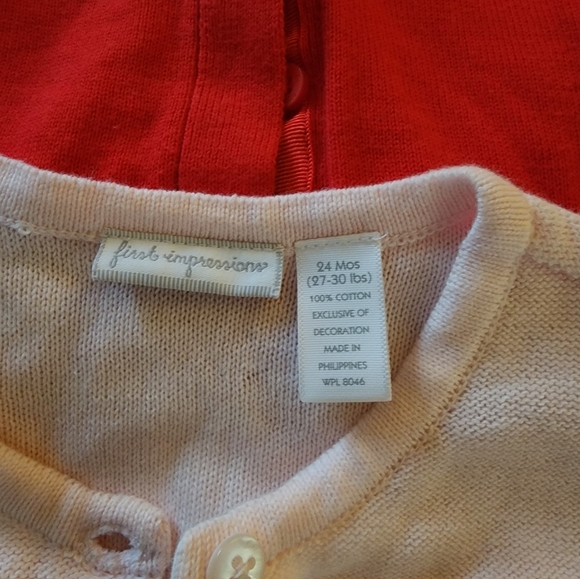 first impressions
24 Mos
(27-30 lbs)
100% COTTON
EXCLUSIVE OF
DECORATION
MADE IN
PHILIPPINES
WPL 8046